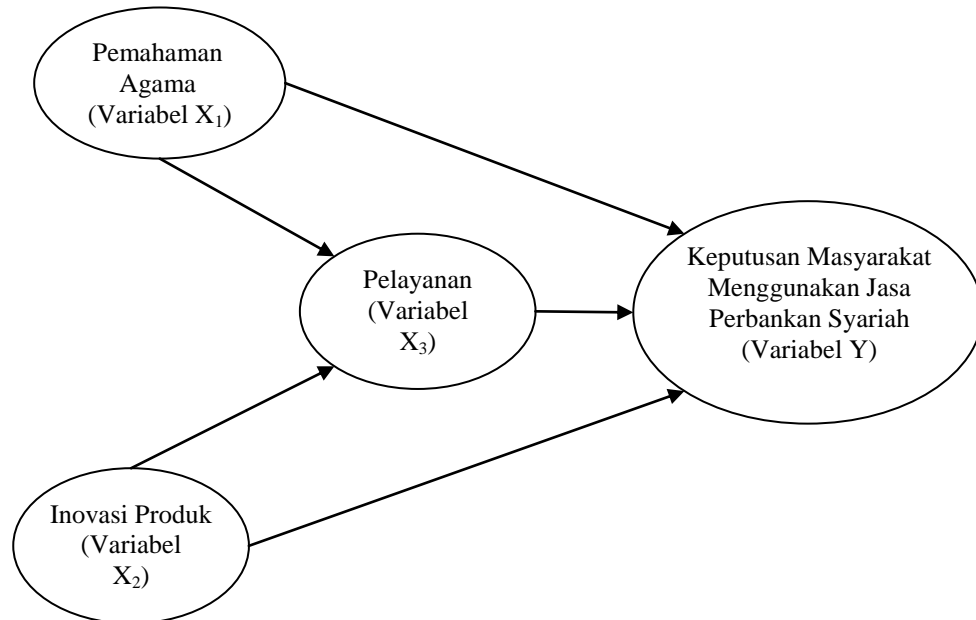 Pemahaman
Agama
(Variabel X₁)
Pelayanan
(Variabel
X₃)
Keputusan Masyarakat
Menggunakan Jasa
Perbankan Syariah
(Variabel Y)
Inovasi Produk
(Variabel
X₂)